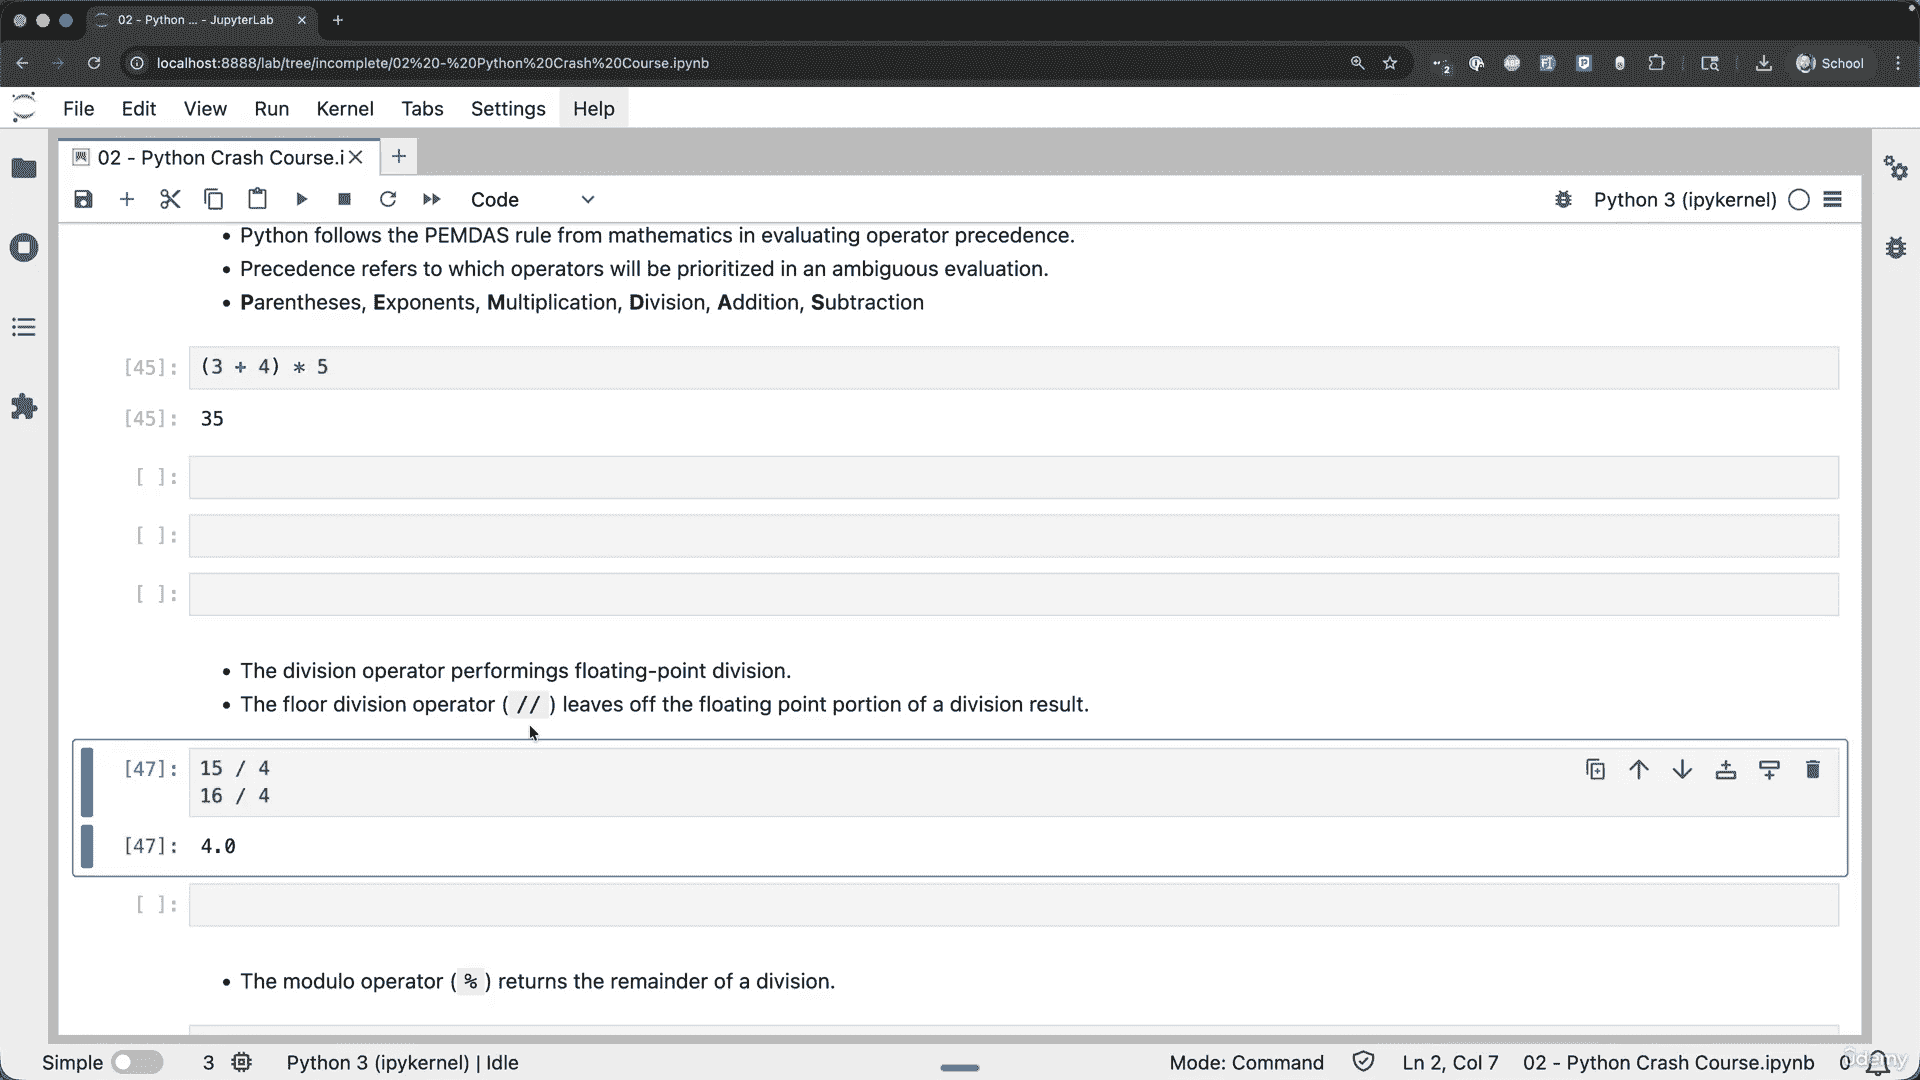 02 - Python ... - JupyterLab
localhost:8888/lab/tree/incomplete/02%20-%20Python%20Crash%20Course.ipynb
2
School
File Edit View Run Kernel Tabs Settings Help
02 - Python Crash Course.i
Code
Python 3 (ipykernel)
• Python follows the PEMDAS rule from mathematics in evaluating operator precedence.
• Precedence refers to which operators will be prioritized in an ambiguous evaluation.
• Parentheses, Exponents, Multiplication, Division, Addition, Subtraction
[45]: (3 + 4) * 5
[45]: 35
[ ]:
[ ]:
[ ]:
• The division operator performings floating-point division.
• The floor division operator ( // ) leaves off the floating point portion of a division result.
[47]: 15 / 4
16 / 4
[47]: 4.0
[ ]:
• The modulo operator ( % ) returns the remainder of a division.
Simple 3 Python 3 (ipykernel) | Idle Mode: Command Ln 2, Col 7 02 - Python Crash Course.ipynb 0
udemy